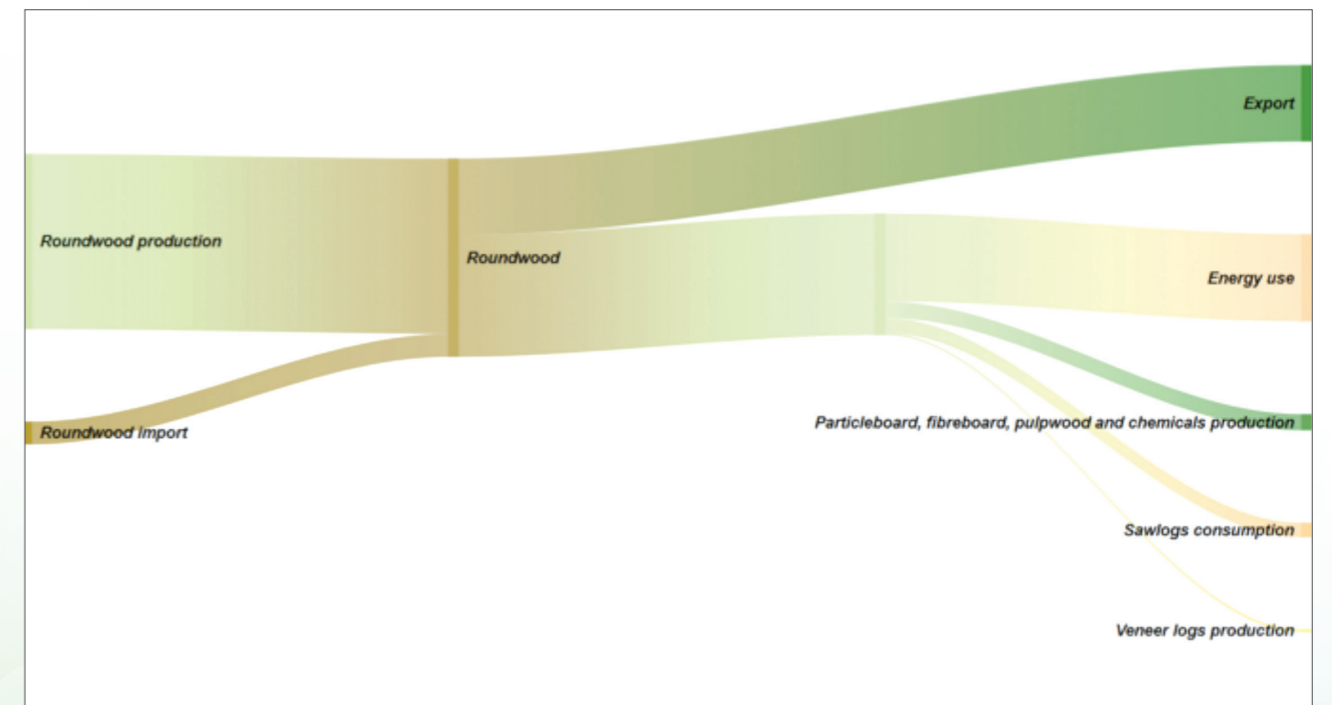 Export
Roundwood production
Roundwood
Energy use
Particleboard, fibreboard, pulpwood and chemicals production
Roundwood Import
Sawlogs consumption
Veneer logs production